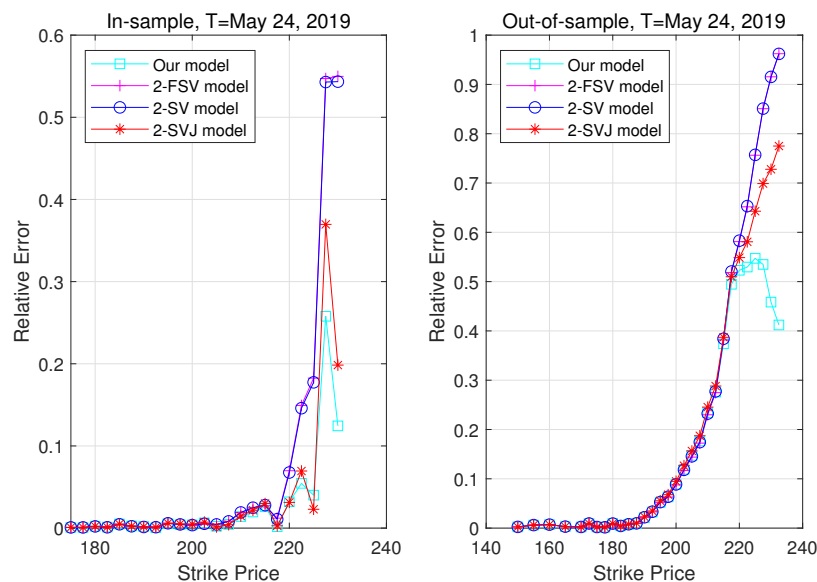 In-sample, T=May 24, 2019
0.6
0.5
0.4
0.3
0.2
0.1
0
Relative Error
Our model
2-FSV model
2-SV model
2-SVJ model
180
200
220
240
Strike Price
Out-of-sample, T=May 24, 2019
1
0.9
0.8
0.7
0.6
0.5
0.4
0.3
0.2
0.1
0
Relative Error
Our model
2-FSV model
2-SV model
2-SVJ model
140
160
180
200
220
240
Strike Price